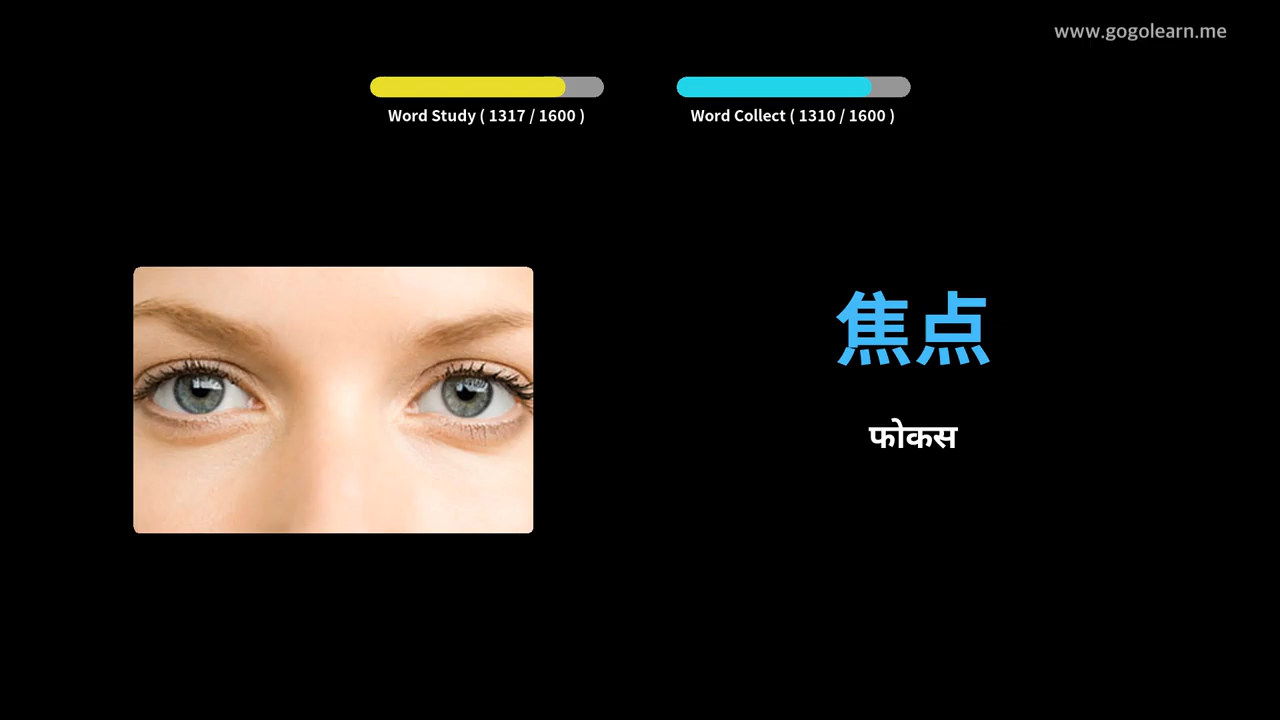 www.gogolearn.me
Word Study ( 1317 / 1600 )
Word Collect ( 1310 / 1600 )
焦点
फोकस